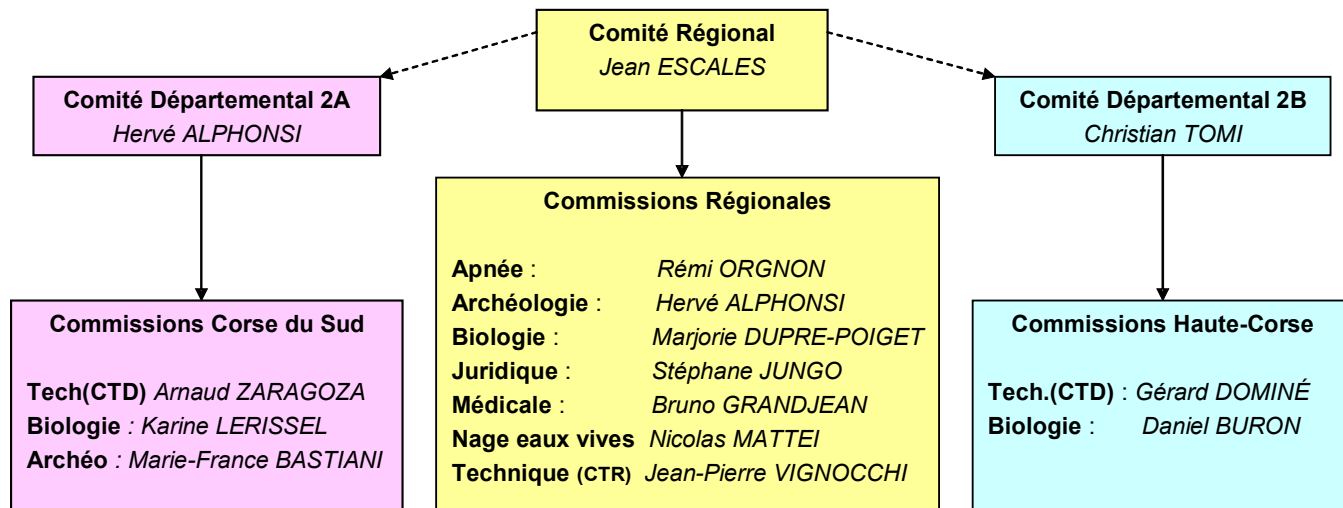 Comité Régional
Jean ESCALES
Comité Départemental 2A
Hervé ALPHONSI
Comité Départemental 2B
Christian TOMI
Commissions Régionales
Apnée : Rémi ORGNON
Archéologie : Hervé ALPHONSI
Biologie : Marjorie DUPRE-POIGET
Juridique : Stéphane JUNGO
Médicale : Bruno GRANDJEAN
Nage eaux vives Nicolas MATTEI
Technique (CTR) Jean-Pierre VIGNOCCHI
Commissions Corse du Sud
Tech(CTD) Arnaud ZARAGOZA
Biologie : Karine LERISSEL
Archéo : Marie-France BASTIANI
Commissions Haute-Corse
Tech.(CTD) : Gérard DOMINÉ
Biologie : Daniel BURON